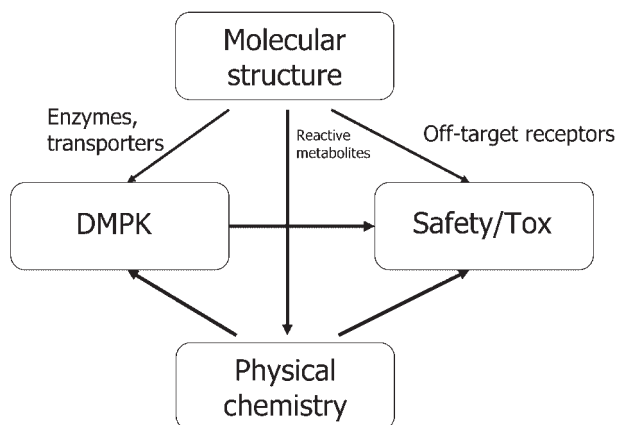 Molecular
structure
Enzymes,
transporters
Reactive
metabolites
Off-target receptors
DMPK
Safety/Tox
Physical
chemistry